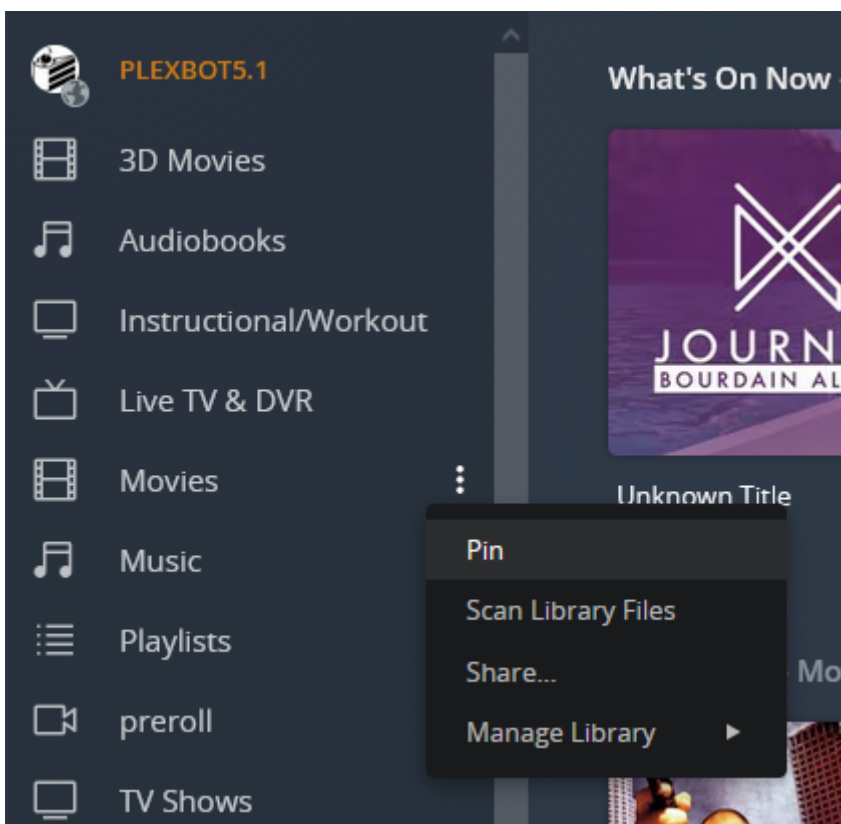 PLEXBOT5.1
3D Movies
Audiobooks
Instructional/Workout
Live TV & DVR
Movies
Music
Playlists
preroll
TV Shows
Pin
Scan Library Files
Share...
Manage Library
What's On Now
JOURN
BOURDAIN AL
Unknown Title
Mo